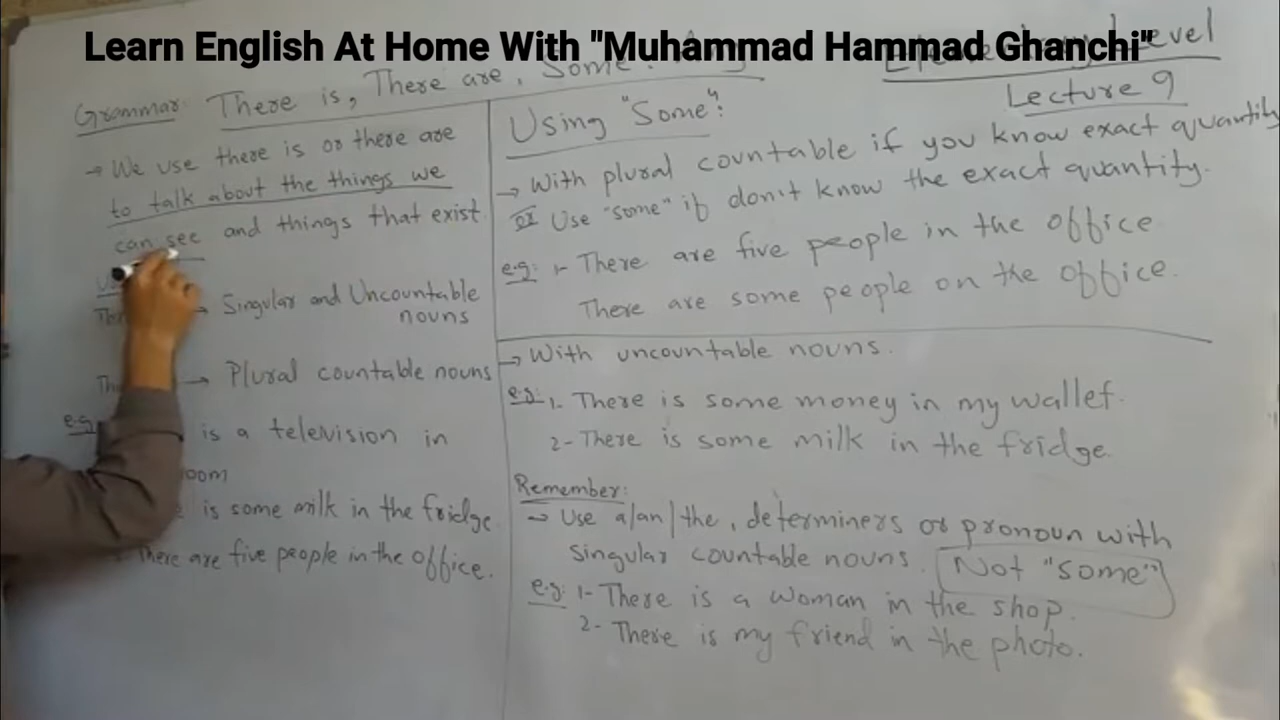 Learn English At Home With "Muhammad Hammad Ghanchi"
Level
Lecture 9
Grammar: There is, There are, Some
→ We use there is or there are
to talk about the things we
can see and things that exist
→ Singular and Uncountable
nouns
→ Plural countable nouns
e.g
is a television in
oom
is some milk in the fridge
There are five people in the office.
Using "Some":
→ With plural countable if you know exact quantity
or Use "some" if don't know the exact quantity.
e.g: 1- There are five people in the office
There are some people on the office.
→ With uncountable nouns.
e.g: 1- There is some money in my wallet.
2- There is some milk in the fridge.
Remember:
→ Use a/an/the, determiners or pronoun with
singular countable nouns. Not "some"
e.g: 1- There is a woman in the shop.
2- There is my friend in the photo.